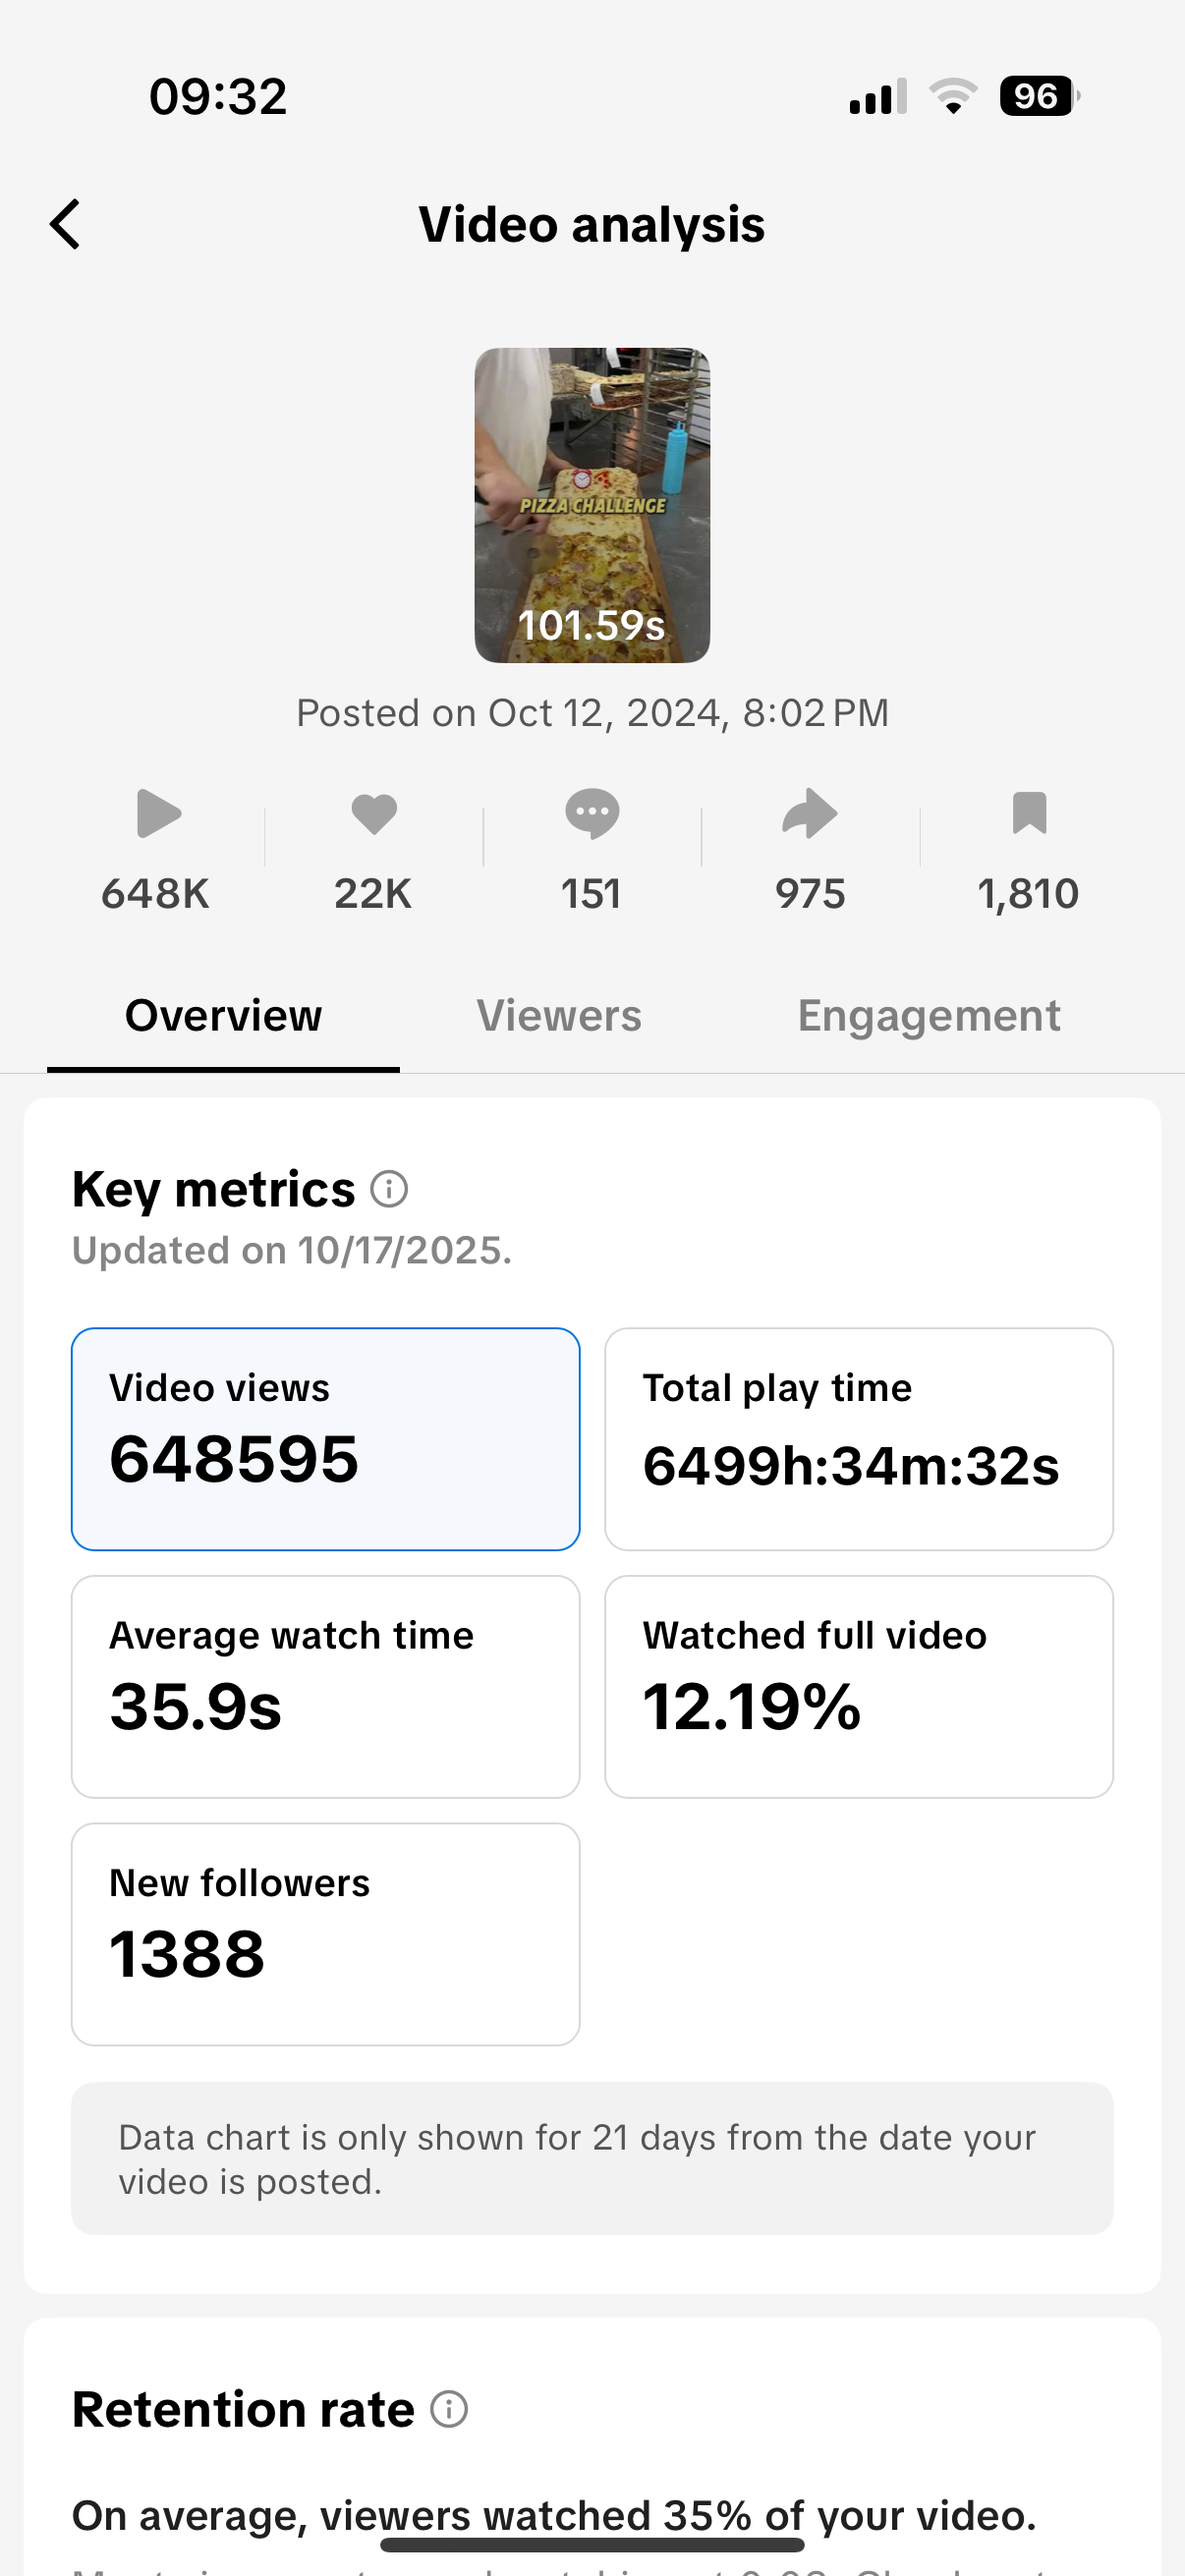 09:32
96
Video analysis
PIZZA CHALLENGE
101.59s
Posted on Oct 12, 2024, 8:02 PM
648K 22K 151 975 1,810
Overview Viewers Engagement
Key metrics
Updated on 10/17/2025.
Video views
648595
Total play time
6499h:34m:32s
Average watch time
35.9s
Watched full video
12.19%
New followers
1388
Data chart is only shown for 21 days from the date your
video is posted.
Retention rate
On average, viewers watched 35% of your video.